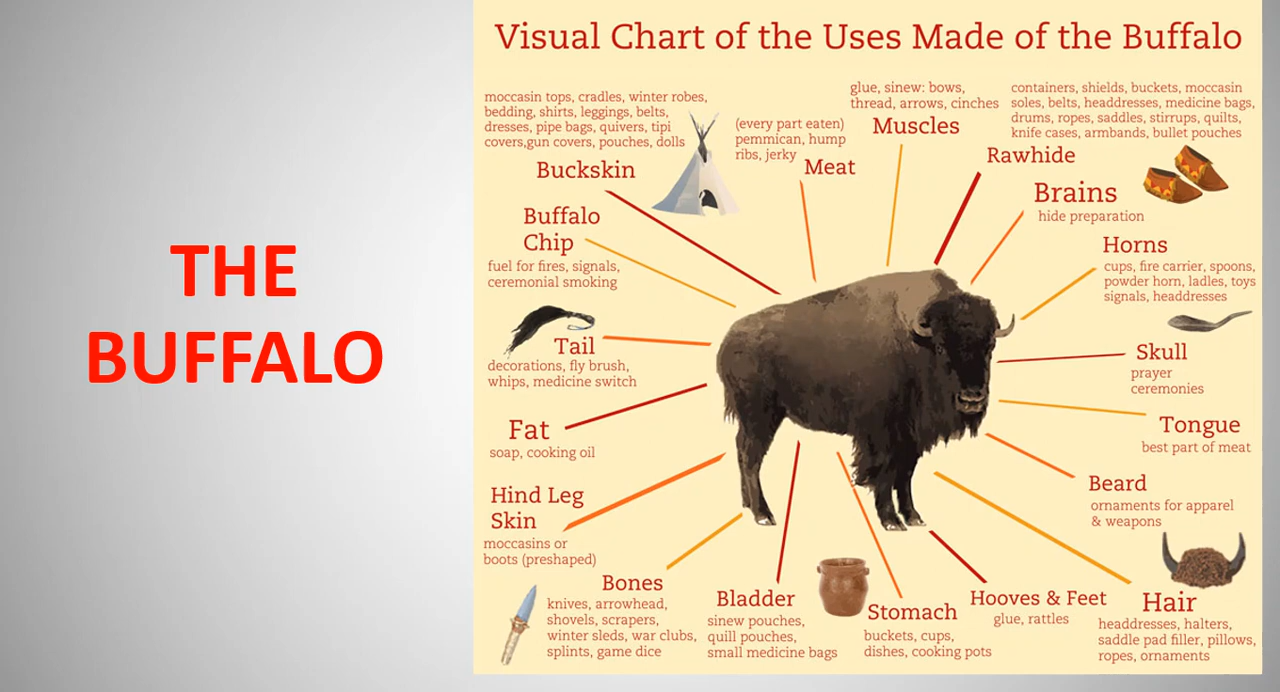 THE
BUFFALO
Visual Chart of the Uses Made of the Buffalo
moccasin tops, cradles, winter robes,
bedding, shirts, leggings, belts,
dresses, pipe bags, quivers, tipi
covers,gun covers, pouches, dolls
Buckskin
(every part eaten)
pemmican, hump
ribs, jerky
Meat
glue, sinew: bows,
thread, arrows, cinches
Muscles
containers, shields, buckets, moccasin
soles, belts, headdresses, medicine bags,
drums, ropes, saddles, stirrups, quilts,
knife cases, armbands, bullet pouches
Rawhide
Brains
hide preparation
Buffalo
Chip
fuel for fires, signals,
ceremonial smoking
Horns
cups, fire carrier, spoons,
powder horn, ladles, toys
signals, headdresses
Tail
decorations, fly brush,
whips, medicine switch
Skull
prayer
ceremonies
Fat
soap, cooking oil
Tongue
best part of meat
Hind Leg
Skin
moccasins or
boots (preshaped)
Beard
ornaments for apparel
& weapons
Bones
knives, arrowhead,
shovels, scrapers,
winter sleds, war clubs,
splints, game dice
Bladder
sinew pouches,
quill pouches,
small medicine bags
Stomach
buckets, cups,
dishes, cooking pots
Hooves & Feet
glue, rattles
Hair
headdresses, halters,
saddle pad filler, pillows,
ropes, ornaments